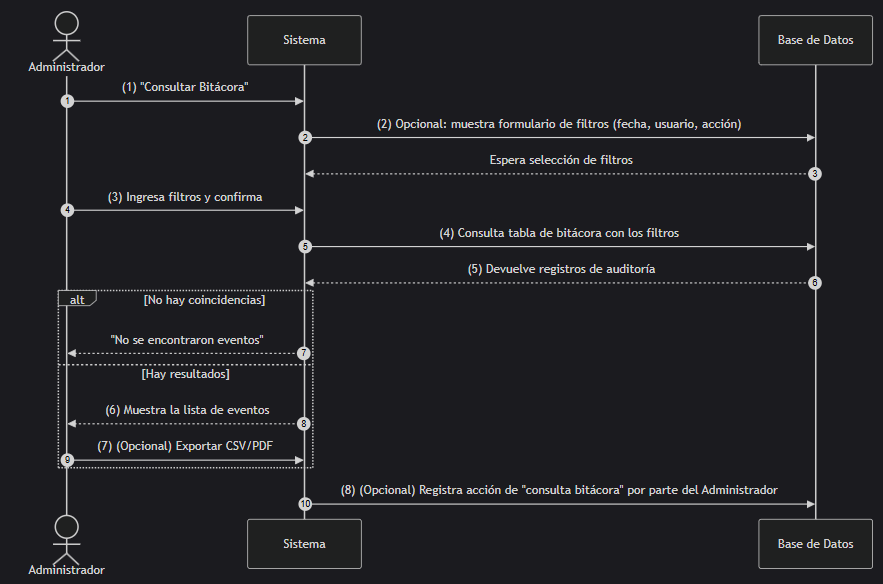 Administrador
Sistema
Base de Datos
(1) "Consultar Bitácora"
1
(2) Opcional: muestra formulario de filtros (fecha, usuario, acción)
2
Espera selección de filtros
3
(3) Ingresa filtros y confirma
4
(4) Consulta tabla de bitácora con los filtros
5
(5) Devuelve registros de auditoría
6
alt
[No hay coincidencias]
"No se encontraron eventos"
7
[Hay resultados]
(6) Muestra la lista de eventos
8
(7) (Opcional) Exportar CSV/PDF
9
(8) (Opcional) Registra acción de "consulta bitácora" por parte del Administrador
10
Administrador
Sistema
Base de Datos